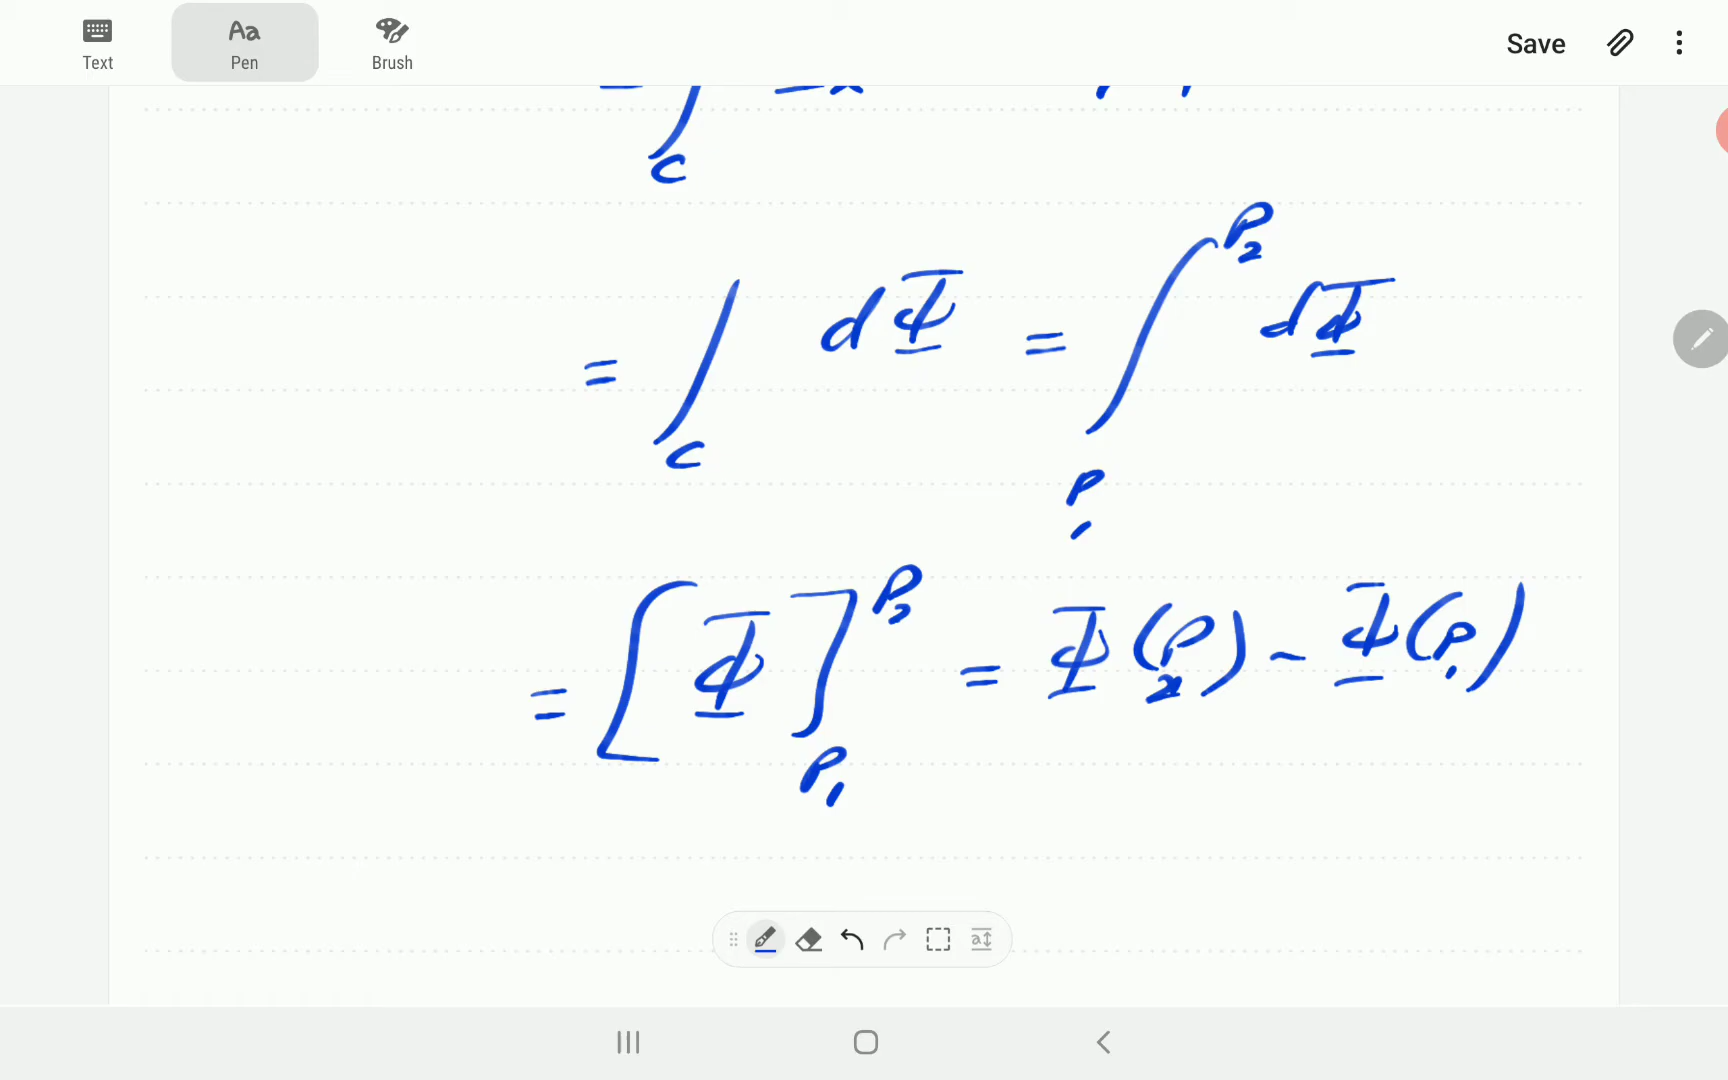 Text Pen Brush Save
C
= ∫_C dΦ = ∫_{P_1}^{P_2} dΦ
= [Φ]_{P_1}^{P_2} = Φ(P_2) - Φ(P_1)